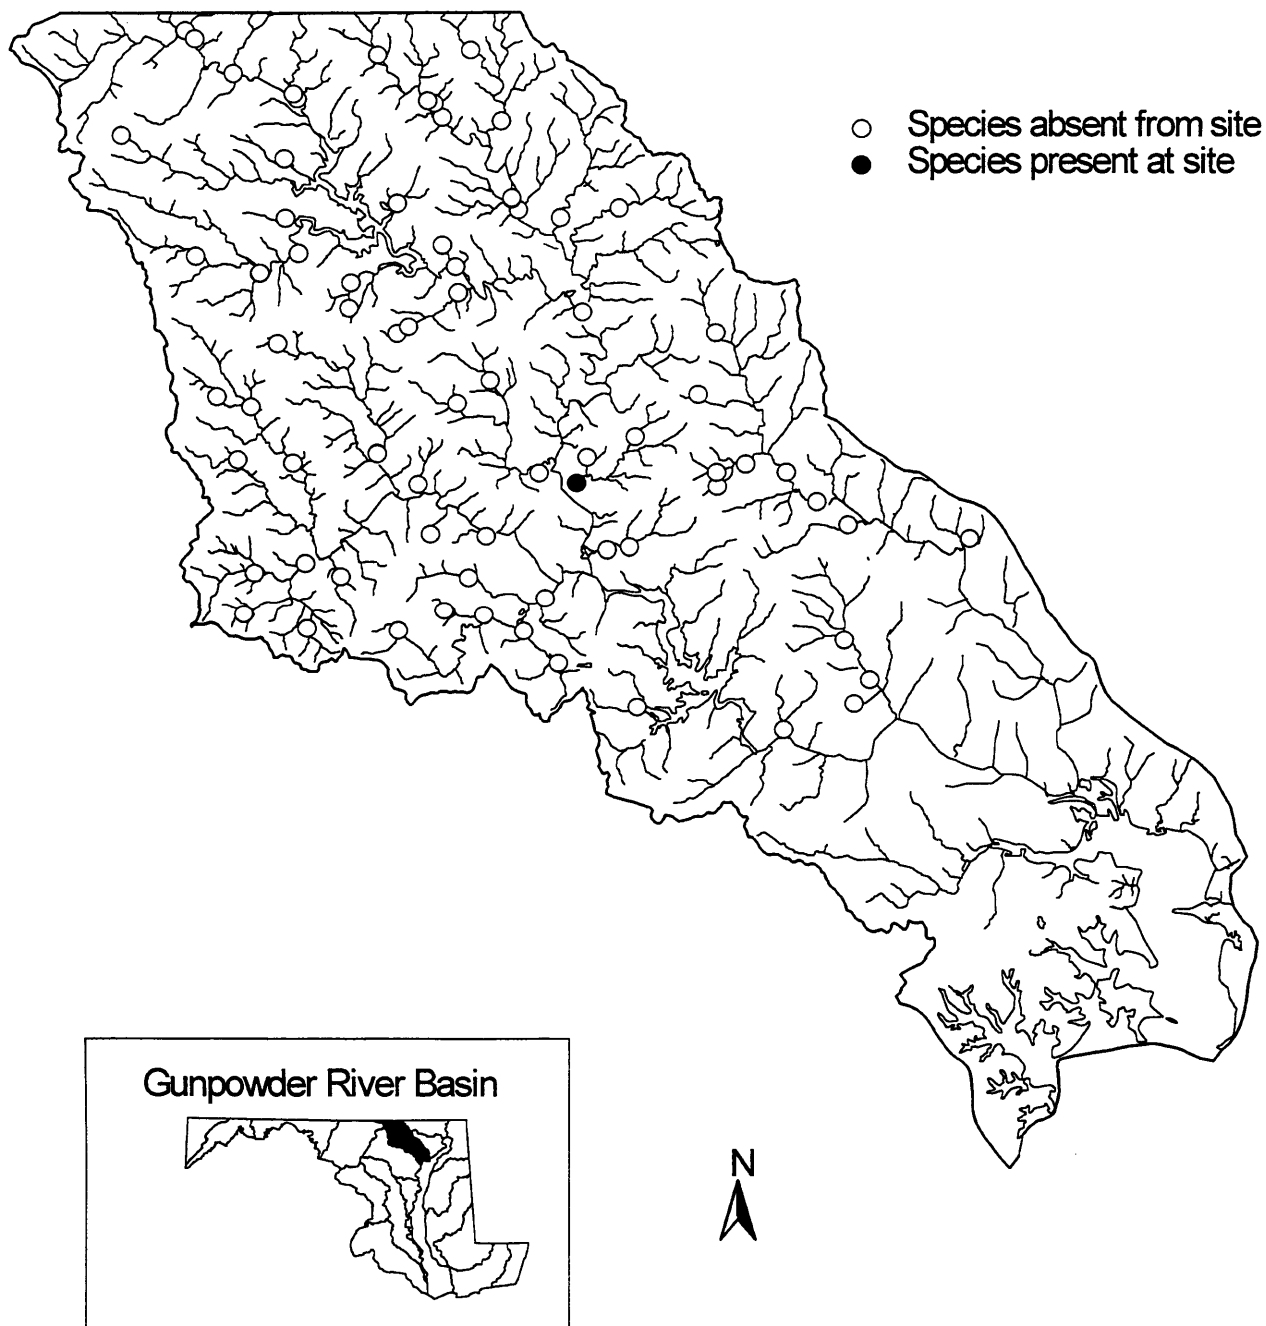 Species absent from site
Species present at site
Gunpowder River Basin
N